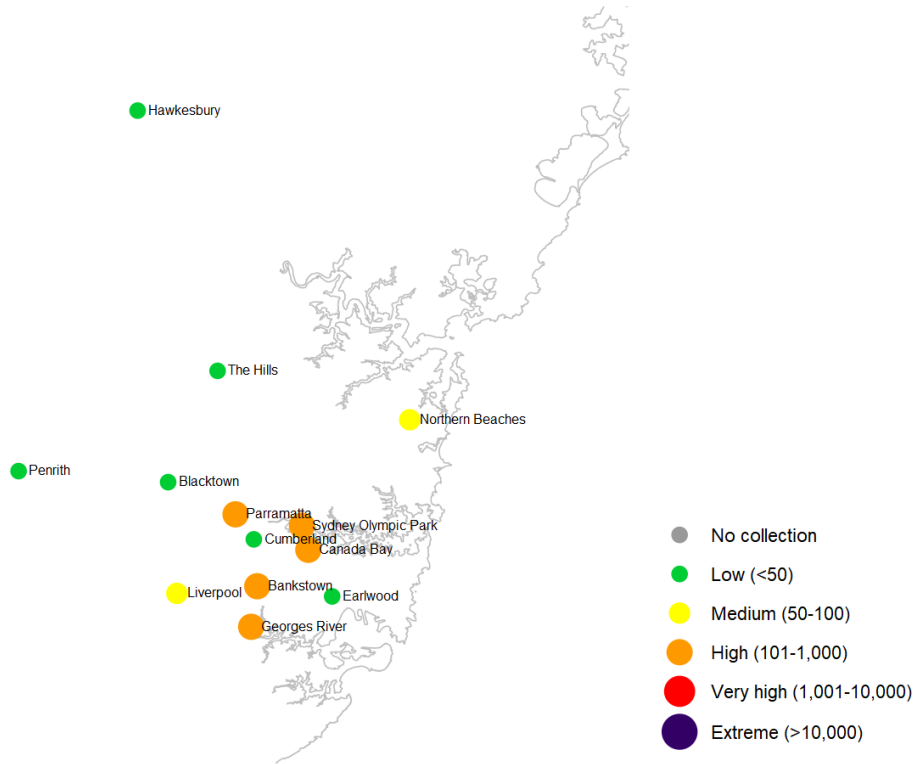 Hawkesbury
The Hills
Northern Beaches
Penrith
Blacktown
Parramatta
Sydney Olympic Park
Cumberland
Canada Bay
Bankstown
Liverpool
Earlwood
Georges River
No collection
Low (<50)
Medium (50-100)
High (101-1,000)
Very high (1,001-10,000)
Extreme (>10,000)